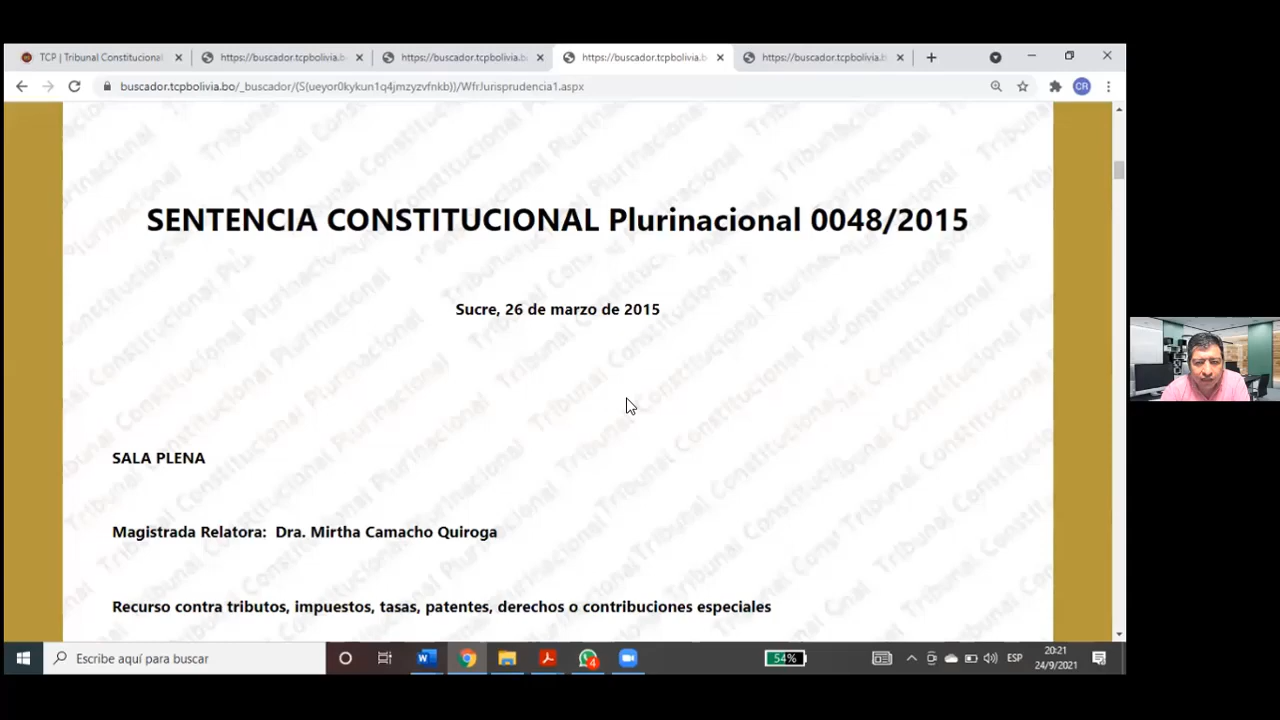 TCP | Tribunal Constitucional
https://buscador.tcpbolivia.b
https://buscador.tcpbolivia.b
https://buscador.tcpbolivia.b
https://buscador.tcpbolivia.b
buscador.tcpbolivia.bo/_buscador/(S(ueyor0kykun1q4jmzyzvfnkb))/WfrJurisprudencia1.aspx
CR
SENTENCIA CONSTITUCIONAL Plurinacional 0048/2015
Sucre, 26 de marzo de 2015
SALA PLENA
Magistrada Relatora: Dra. Mirtha Camacho Quiroga
Recurso contra tributos, impuestos, tasas, patentes, derechos o contribuciones especiales
Escribe aquí para buscar
4
54%
ESP
20:21
24/9/2021